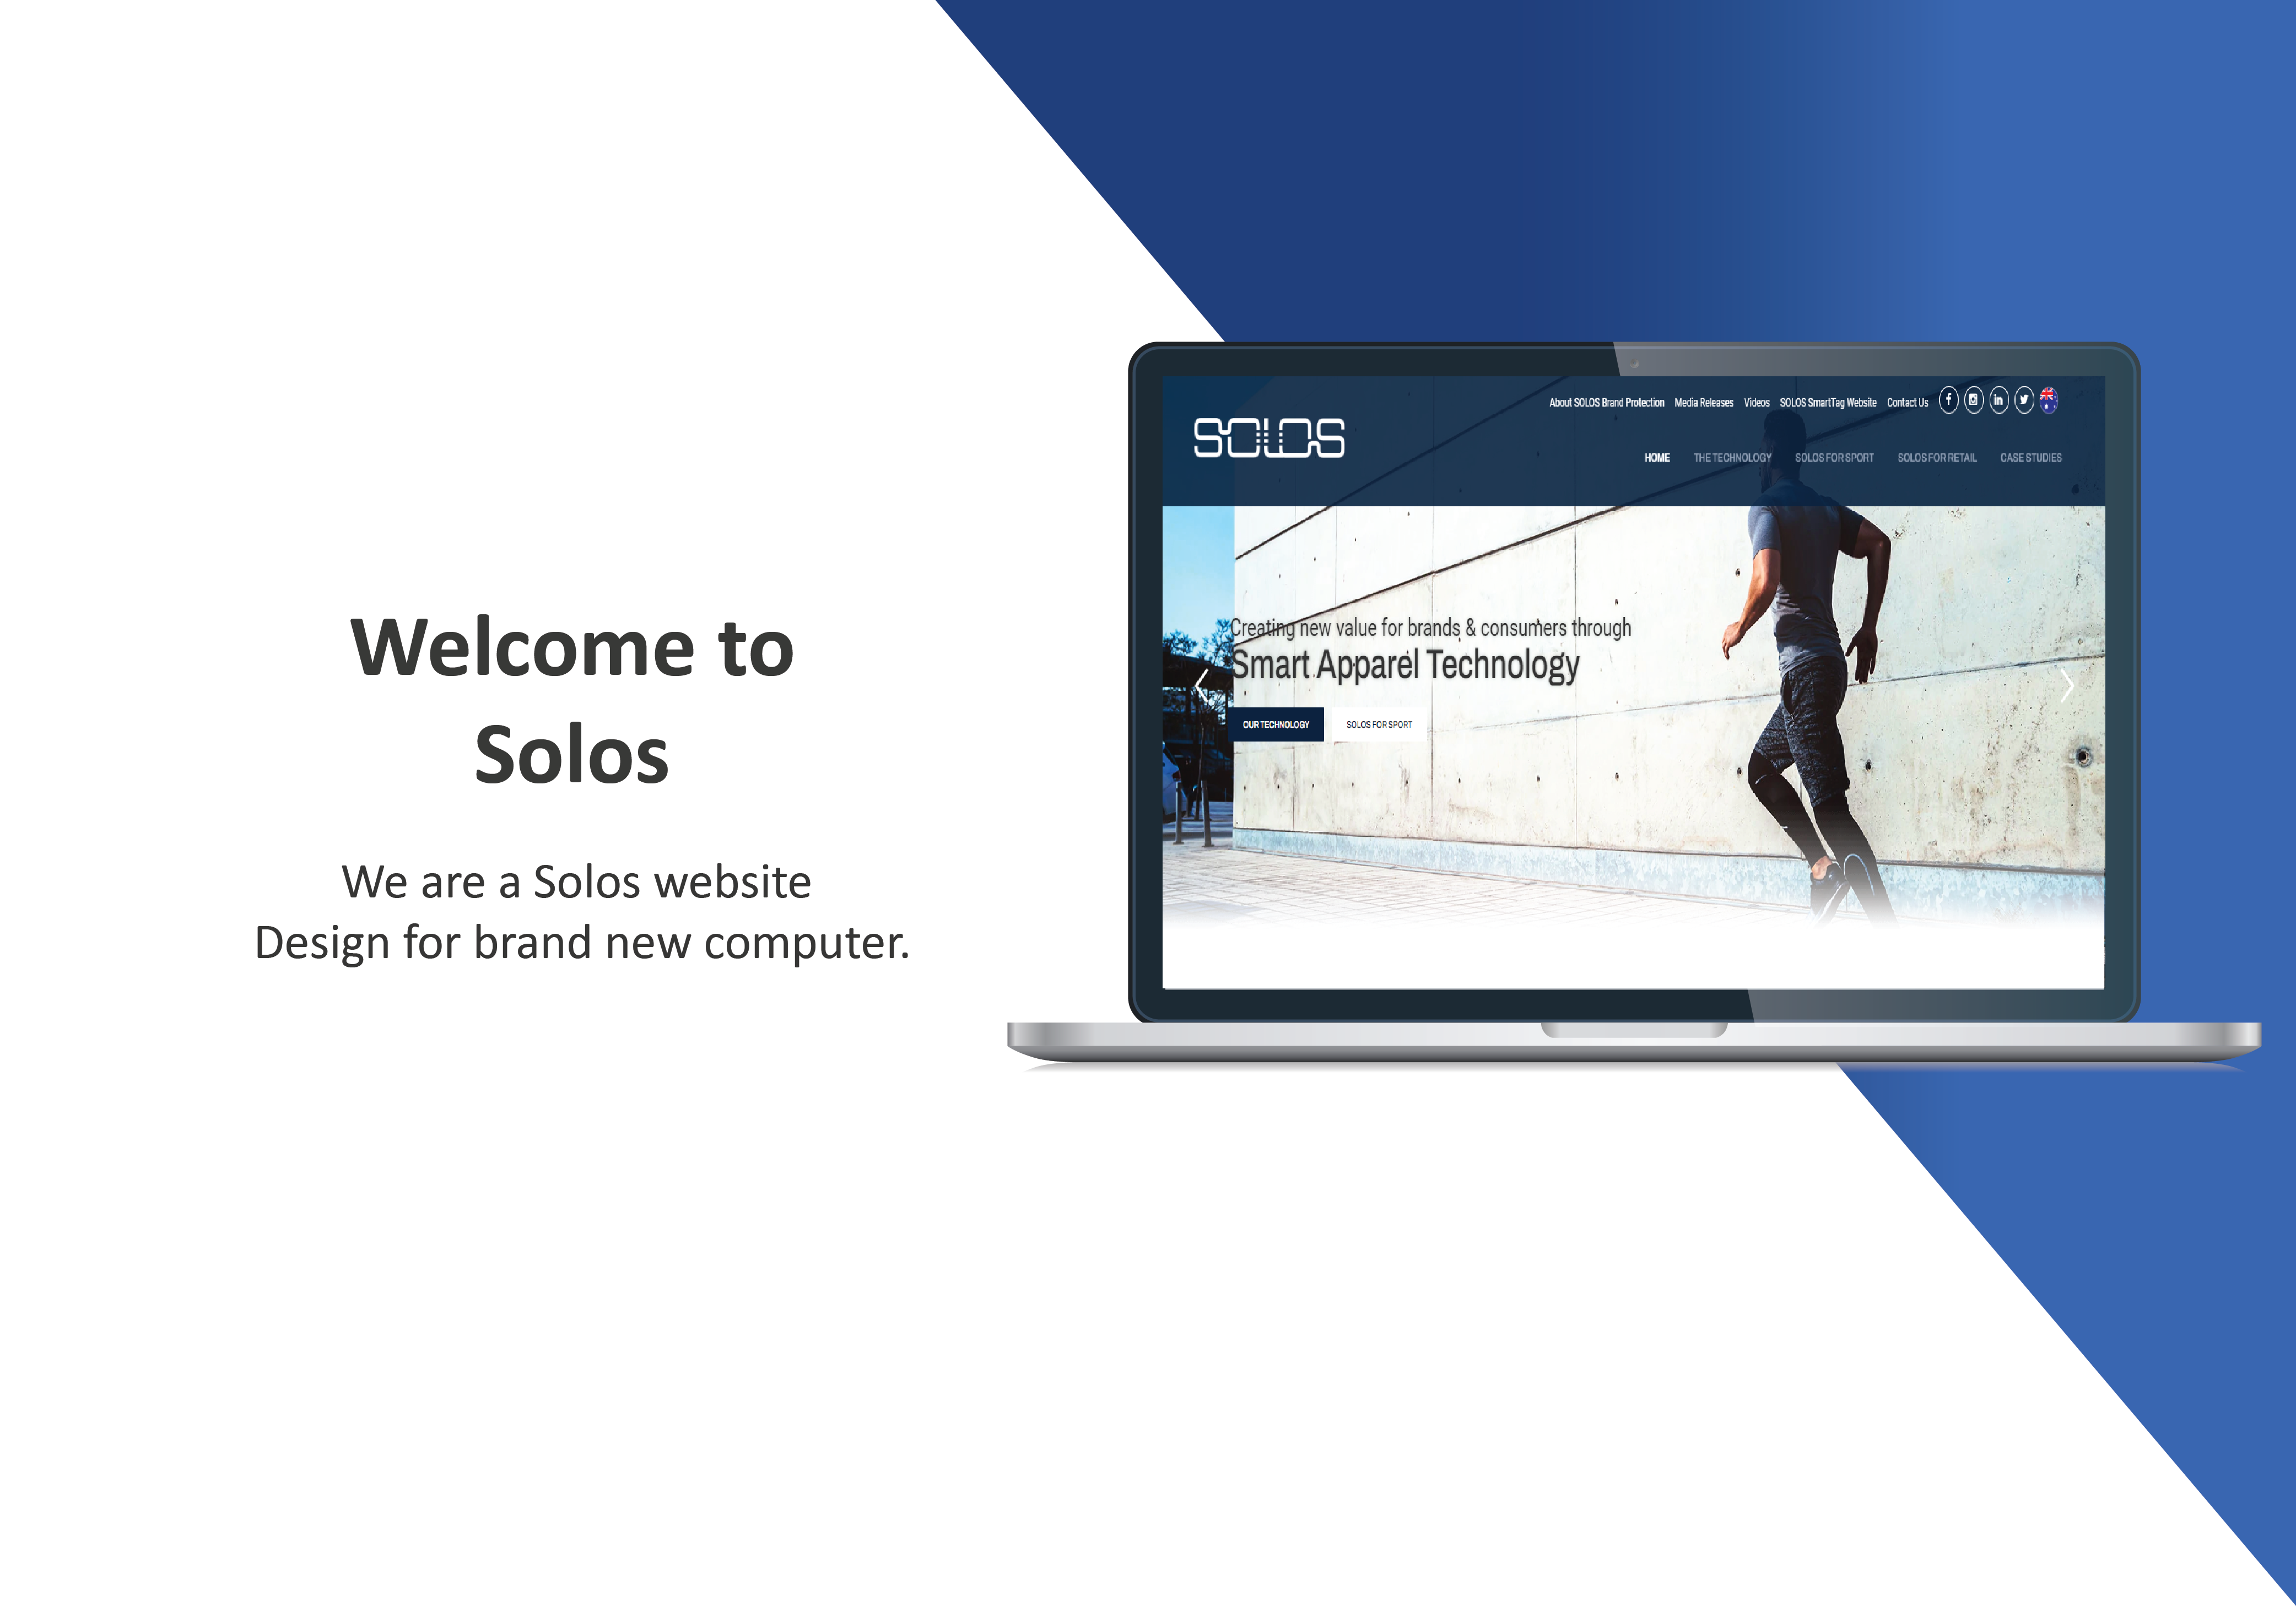 Welcome to
Solos
We are a Solos website
Design for brand new computer.
SOLOS
About SOLOS Brand Protection Media Releases Videos SOLOS SmartTag Website Contact Us
HOME THE TECHNOLOGY SOLOS FOR SPORT SOLOS FOR RETAIL CASE STUDIES
Creating new value for brands & consumers through
Smart Apparel Technology
OUR TECHNOLOGY SOLOS FOR SPORT